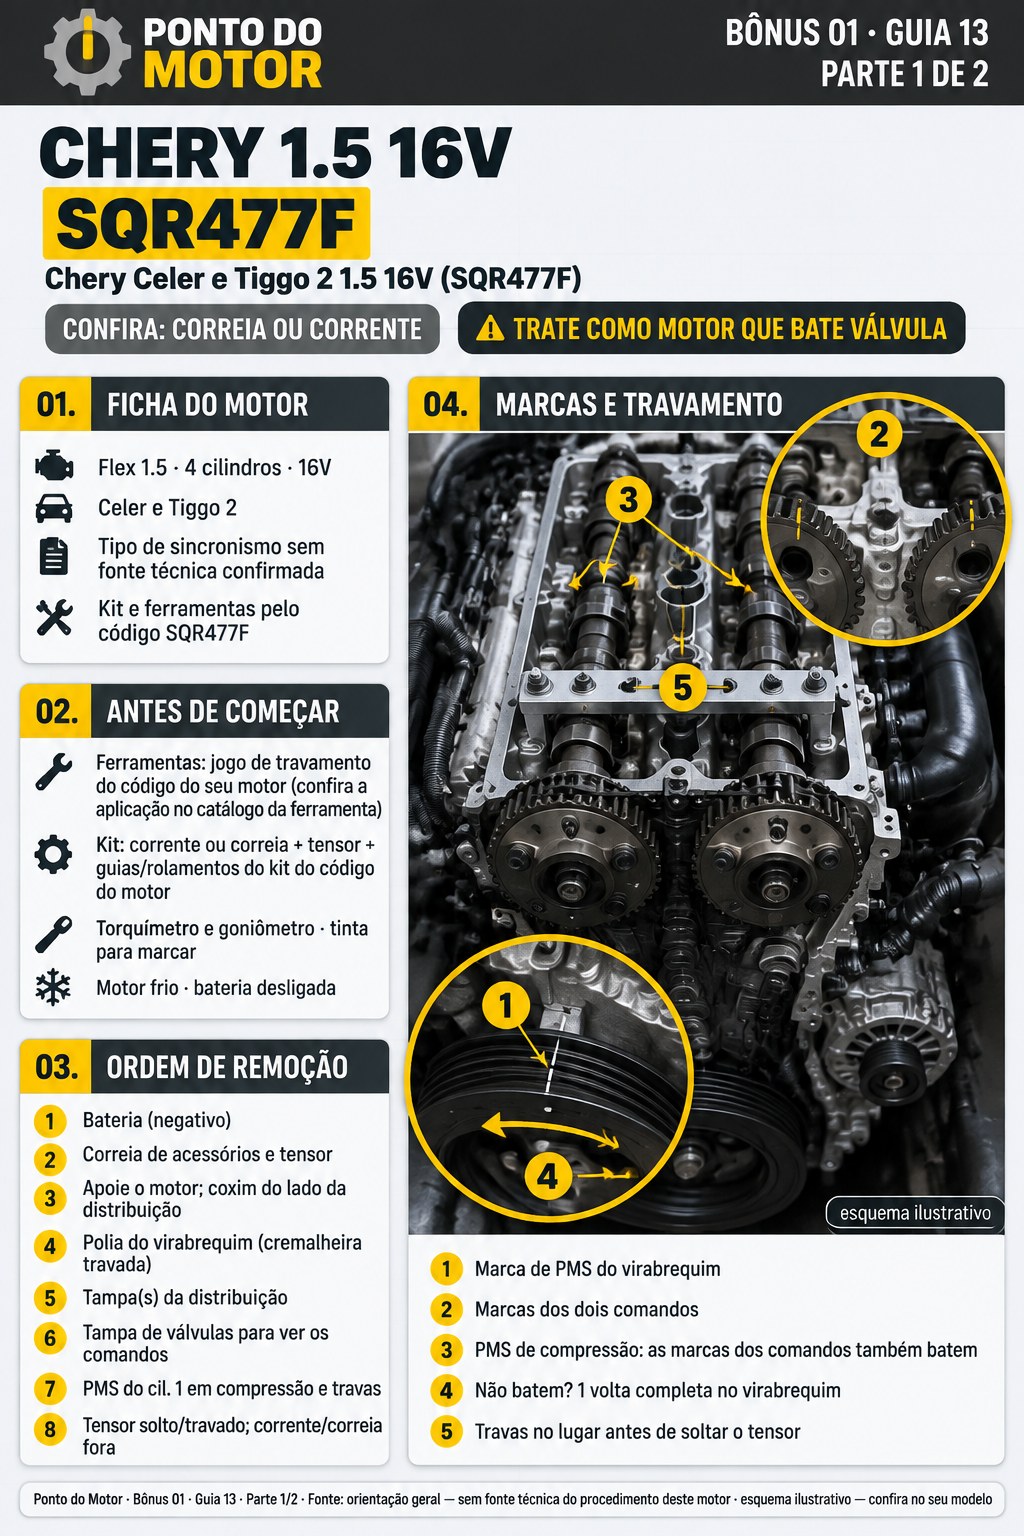 PONTO DO
MOTOR
BÔNUS 01 · GUIA 13
PARTE 1 DE 2
CHERY 1.5 16V
SQR477F
Chery Celer e Tiggo 2 1.5 16V (SQR477F)
CONFIRA: CORREIA OU CORRENTE
TRATE COMO MOTOR QUE BATE VÁLVULA
01. FICHA DO MOTOR
Flex 1.5 · 4 cilindros · 16V
Celer e Tiggo 2
Tipo de sincronismo sem
fonte técnica confirmada
Kit e ferramentas pelo
código SQR477F
02. ANTES DE COMEÇAR
Ferramentas: jogo de travamento
do código do seu motor (confira a
aplicação no catálogo da ferramenta)
Kit: corrente ou correia + tensor +
guias/rolamentos do kit do código
do motor
Torquímetro e goniômetro · tinta
para marcar
Motor frio · bateria desligada
03. ORDEM DE REMOÇÃO
1 Bateria (negativo)
2 Correia de acessórios e tensor
3 Apoie o motor; coxim do lado da
distribuição
4 Polia do virabrequim (cremalheira
travada)
5 Tampa(s) da distribuição
6 Tampa de válvulas para ver os
comandos
7 PMS do cil. 1 em compressão e travas
8 Tensor solto/travado; corrente/correia
fora
04. MARCAS E TRAVAMENTO
2
3
5
1
4
esquema ilustrativo
1 Marca de PMS do virabrequim
2 Marcas dos dois comandos
3 PMS de compressão: as marcas dos comandos também batem
4 Não batem? 1 volta completa no virabrequim
5 Travas no lugar antes de soltar o tensor
Ponto do Motor · Bônus 01 · Guia 13 · Parte 1/2 · Fonte: orientação geral — sem fonte técnica do procedimento deste motor · esquema ilustrativo — confira no seu modelo